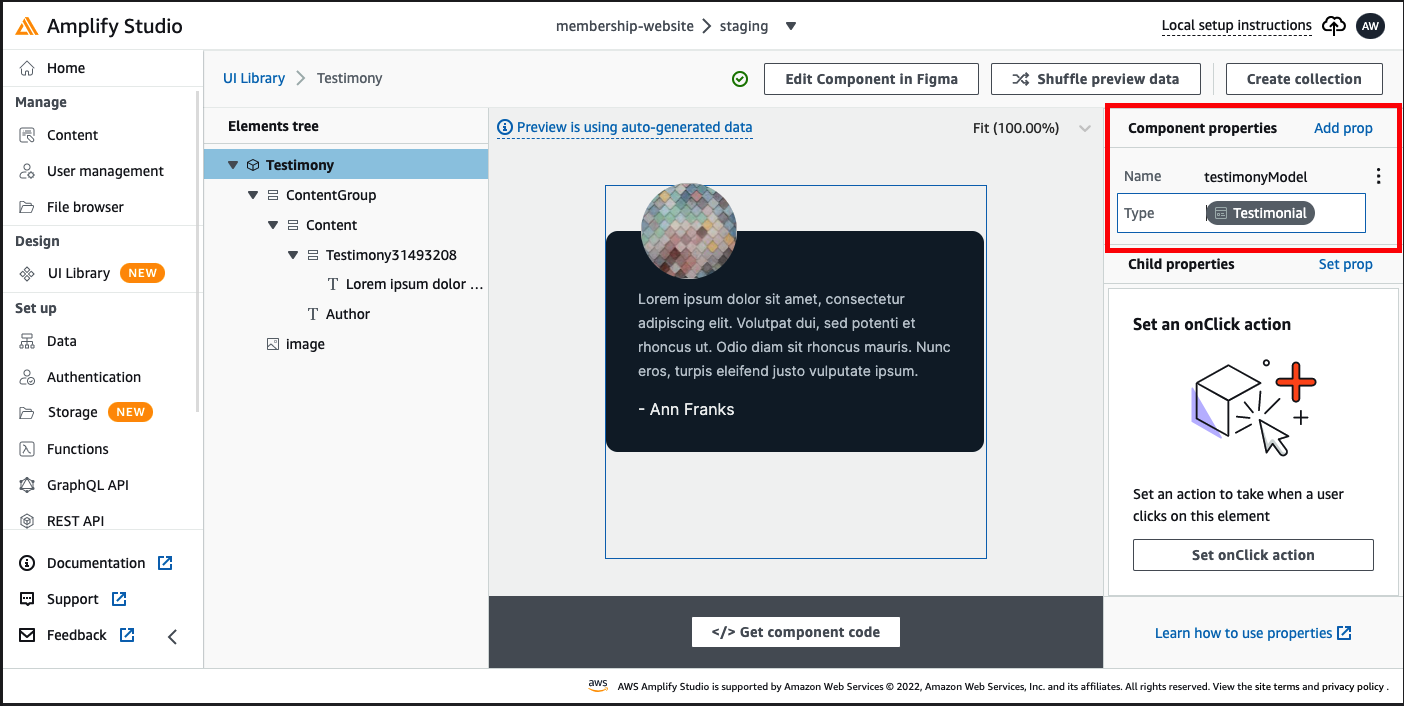 Amplify Studio
membership-website > staging
Local setup instructions
AW
Home
Manage
Content
User management
File browser
Design
UI Library NEW
Set up
Data
Authentication
Storage NEW
Functions
GraphQL API
REST API
Documentation
Support
Feedback
UI Library > Testimony
Edit Component in Figma
Shuffle preview data
Create collection
Elements tree
Testimony
ContentGroup
Content
Testimony31493208
T Lorem ipsum dolor ...
T Author
image
Preview is using auto-generated data
Fit (100.00%)
Lorem ipsum dolor sit amet, consectetur
adipiscing elit. Volutpat dui, sed potenti et
rhoncus ut. Odio diam sit rhoncus mauris. Nunc
eros, turpis eleifend justo vulputate ipsum.
- Ann Franks
</> Get component code
Component properties Add prop
Name testimonyModel
Type Testimonial
Child properties Set prop
Set an onClick action
Set an action to take when a user
clicks on this element
Set onClick action
Learn how to use properties
aws AWS Amplify Studio is supported by Amazon Web Services © 2022, Amazon Web Services, Inc. and its affiliates. All rights reserved. View the site terms and privacy policy .